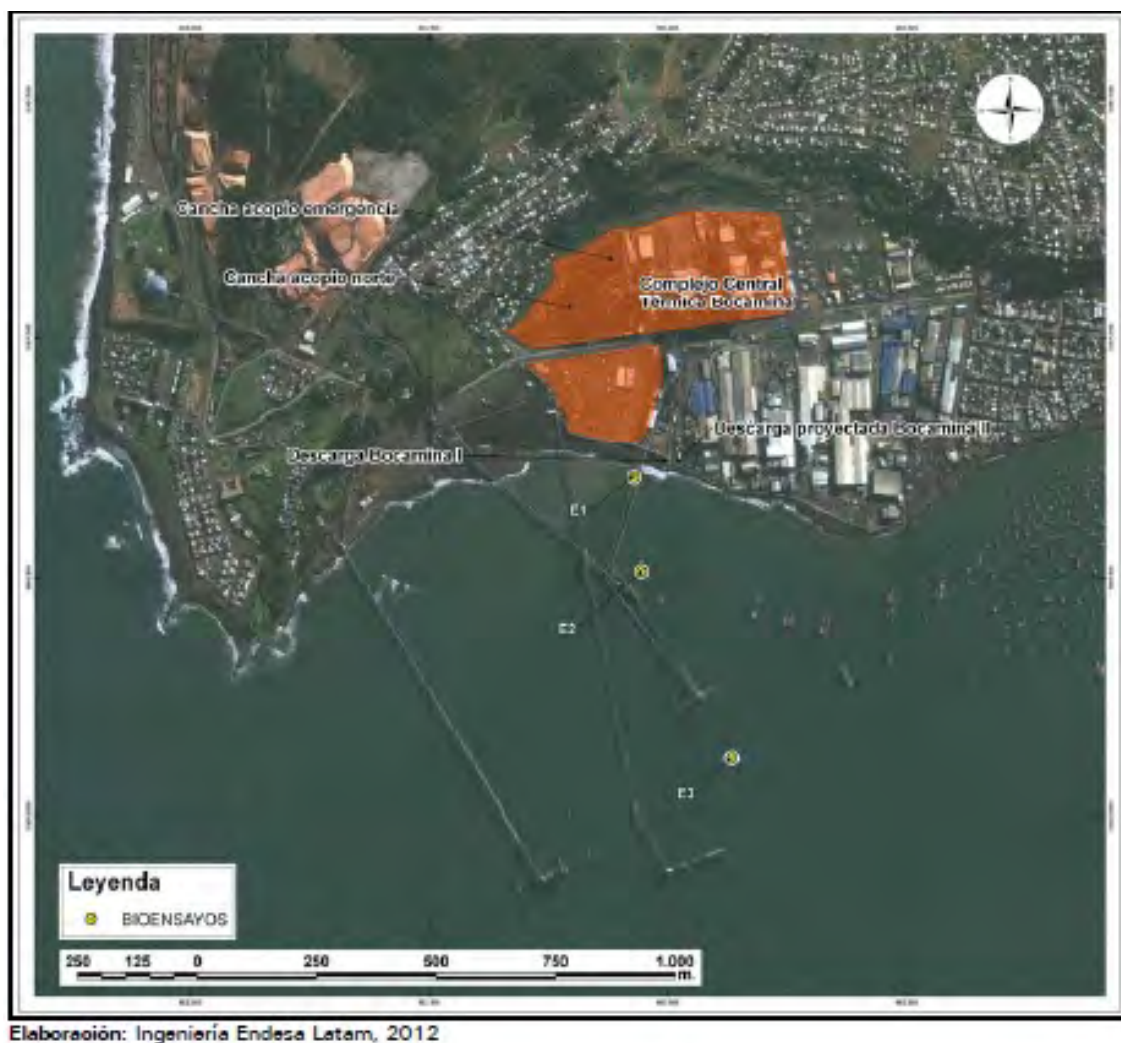 Cancha acopio emergencia
Cancha acopio norte
Complejo Central
Térmica Bocamina
Descarga Bocamina I
Descarga proyectada Bocamina II
E1
E2
E3
Leyenda
BIOENSAYOS
250 125 0 250 500 750 1.000
m.
Elaboración: Ingeniería Endesa Latam, 2012